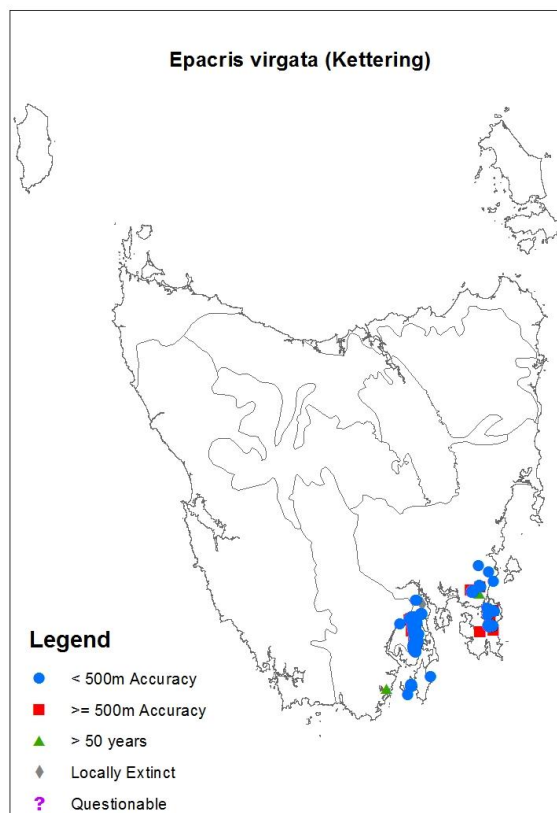 Epacris virgata (Kettering)
Legend
< 500m Accuracy
>= 500m Accuracy
> 50 years
Locally Extinct
? Questionable